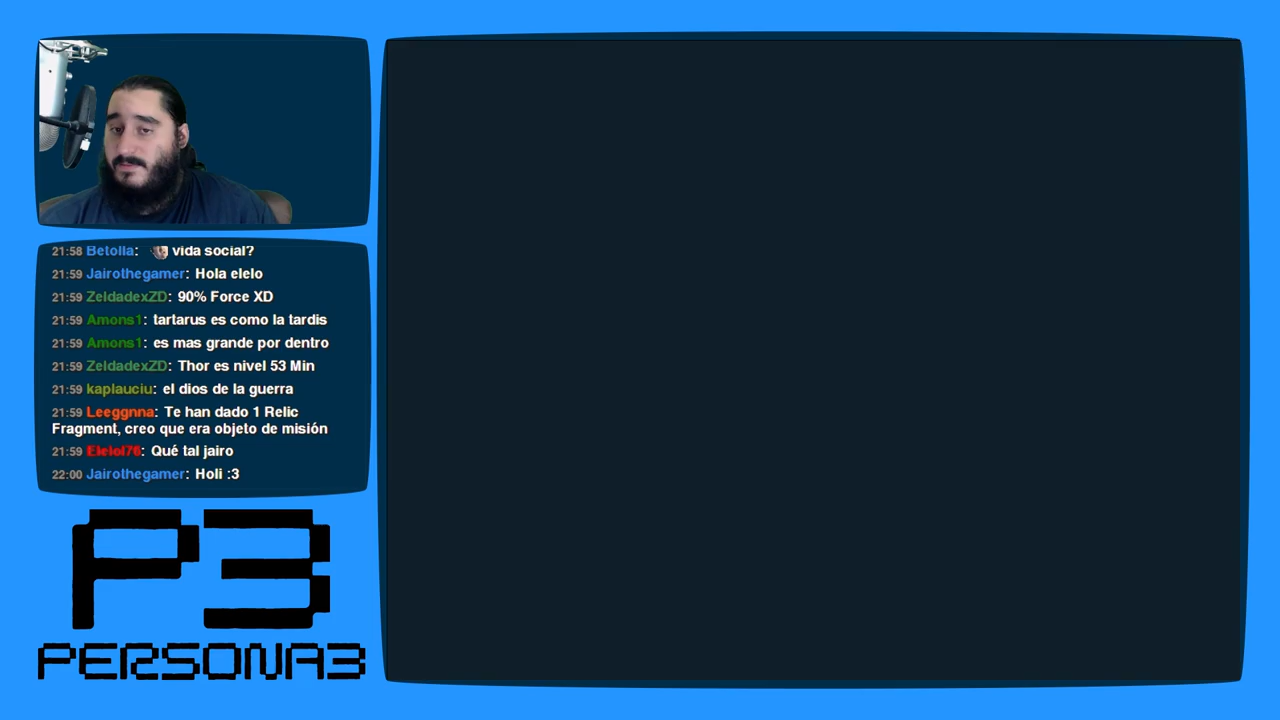 21:58 Betolla: vida social?
21:59 Jairothegamer: Hola elelo
21:59 ZeldadexZD: 90% Force XD
21:59 Amons1: tartarus es como la tardis
21:59 Amons1: es mas grande por dentro
21:59 ZeldadexZD: Thor es nivel 53 Min
21:59 kaplauciu: el dios de la guerra
21:59 Leeggnna: Te han dado 1 Relic
Fragment, creo que era objeto de misión
21:59 Elelol76: Qué tal jairo
22:00 Jairothegamer: Holi :3
P3
PERSONA3